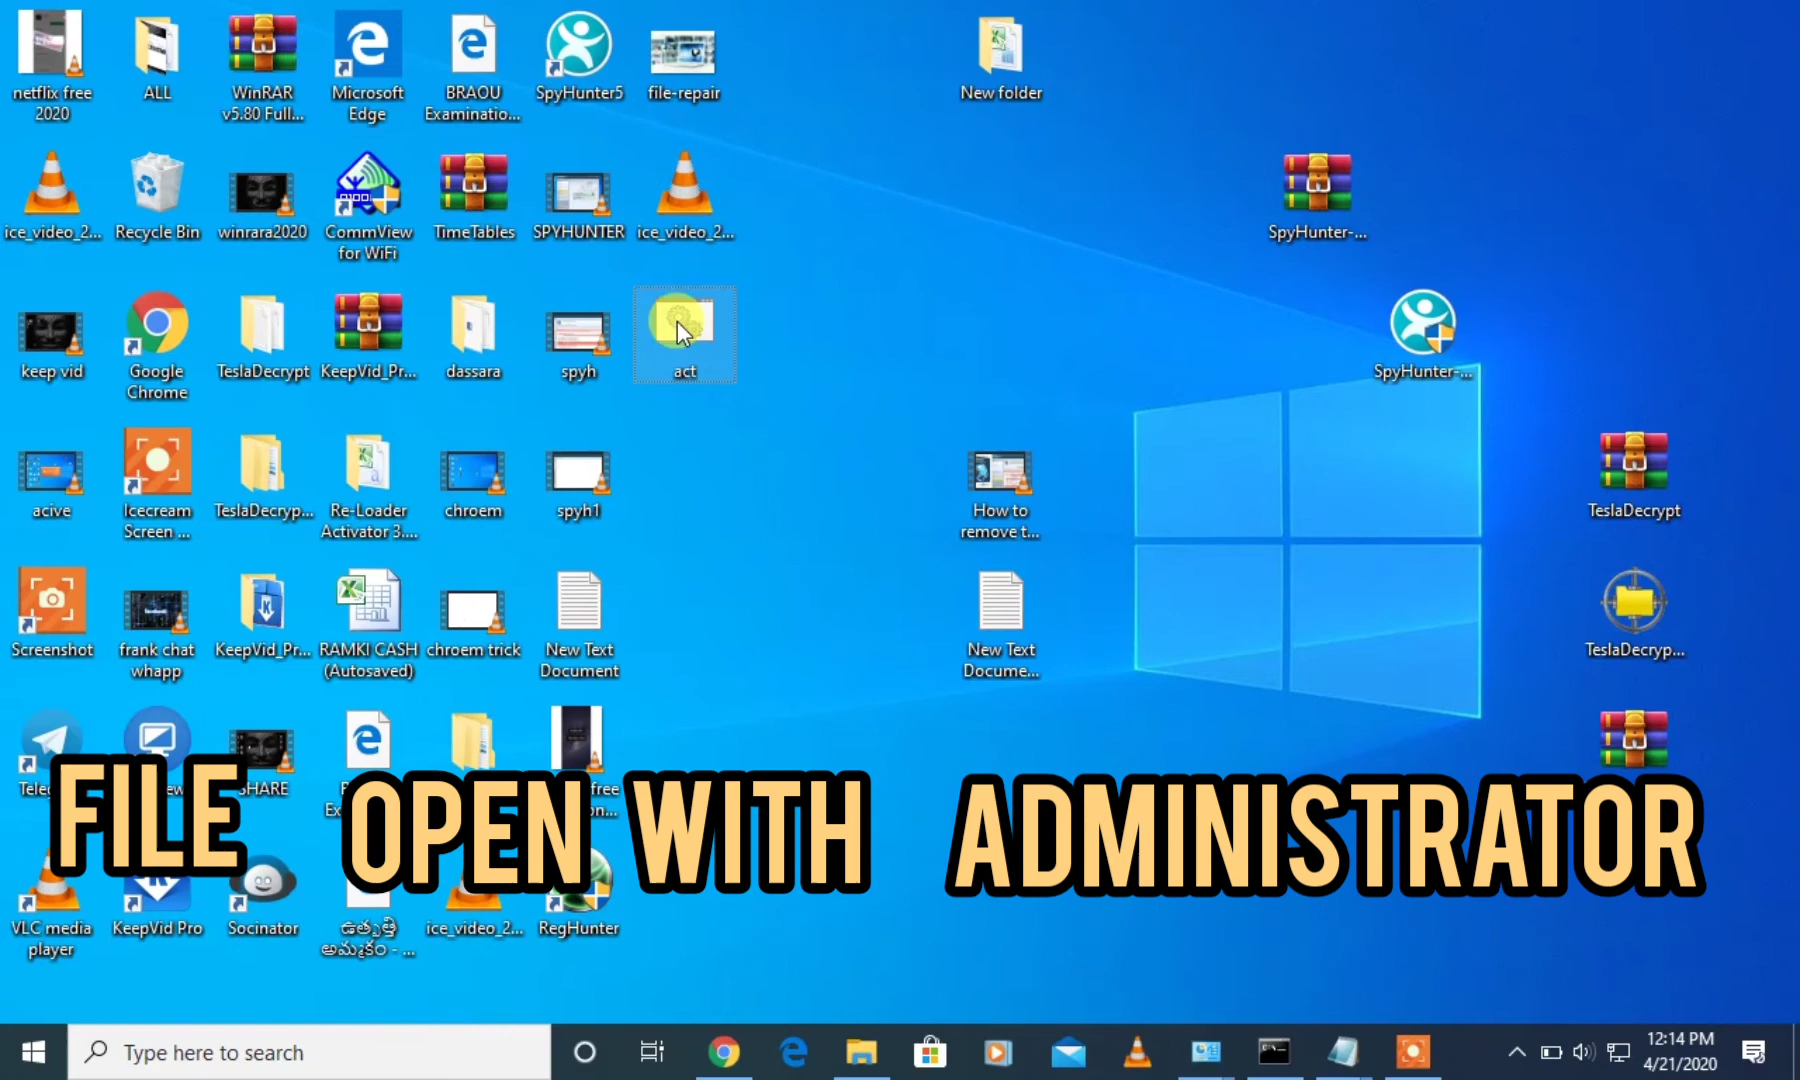 netflix free
2020
ALL
WinRAR
v5.80 Full...
Microsoft
Edge
BRAOU
Examinatio...
SpyHunter5
file-repair
New folder
ice_video_2...
Recycle Bin
winrara2020
CommView
for WiFi
TimeTables
SPYHUNTER
ice_video_2...
SpyHunter-...
keep vid
Google
Chrome
TeslaDecrypt
KeepVid_Pr...
dassara
spyh
act
SpyHunter-...
acive
Icecream
Screen ...
TeslaDecryp...
Re-Loader
Activator 3....
chroem
spyh1
How to
remove t...
TeslaDecrypt
Screenshot
frank chat
whapp
KeepVid_Pr...
RAMKI CASH
(Autosaved)
chroem trick
New Text
Document
New Text
Docume...
TeslaDecryp...
SHARE
free
FILE OPEN WITH ADMINISTRATOR
VLC media
player
KeepVid Pro
Socinator
ఉత్పత్తి
అమ్మకం - ...
ice_video_2...
RegHunter
Type here to search
12:14 PM
4/21/2020